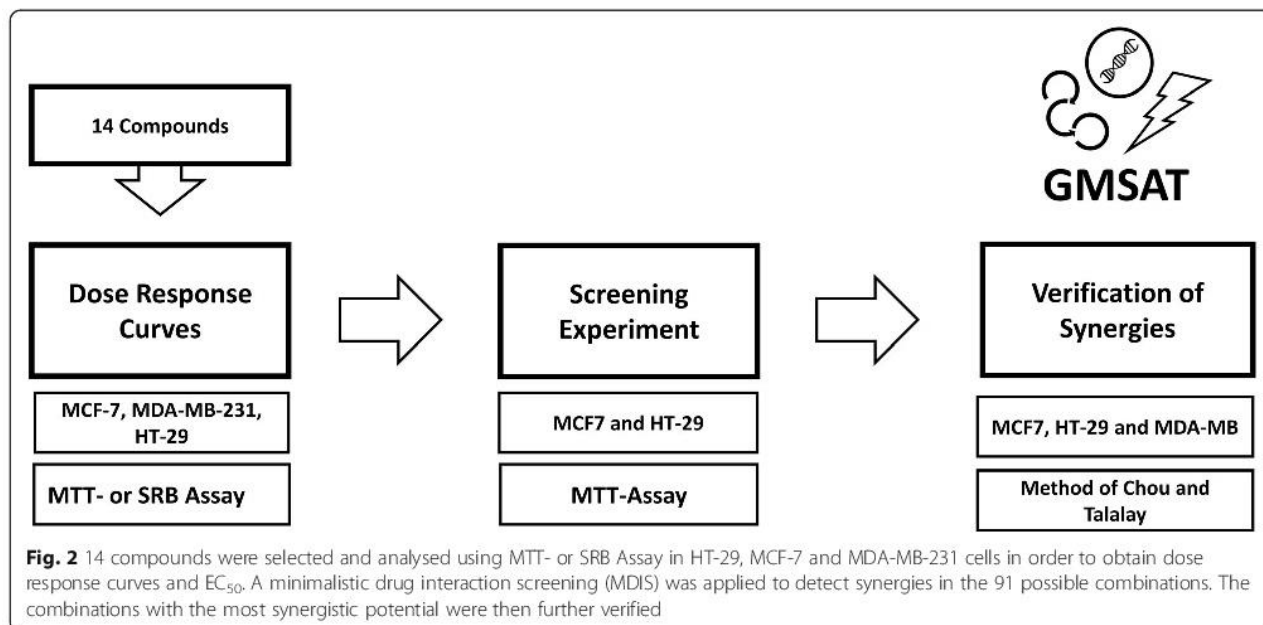 14 Compounds
GMSAT
Dose Response
Curves
Screening
Experiment
Verification of
Synergies
MCF-7, MDA-MB-231,
HT-29
MCF7 and HT-29
MCF7, HT-29 and MDA-MB
MTT- or SRB Assay
MTT-Assay
Method of Chou and
Talalay
Fig. 2 14 compounds were selected and analysed using MTT- or SRB Assay in HT-29, MCF-7 and MDA-MB-231 cells in order to obtain dose
response curves and EC₅₀. A minimalistic drug interaction screening (MDIS) was applied to detect synergies in the 91 possible combinations. The
combinations with the most synergistic potential were then further verified